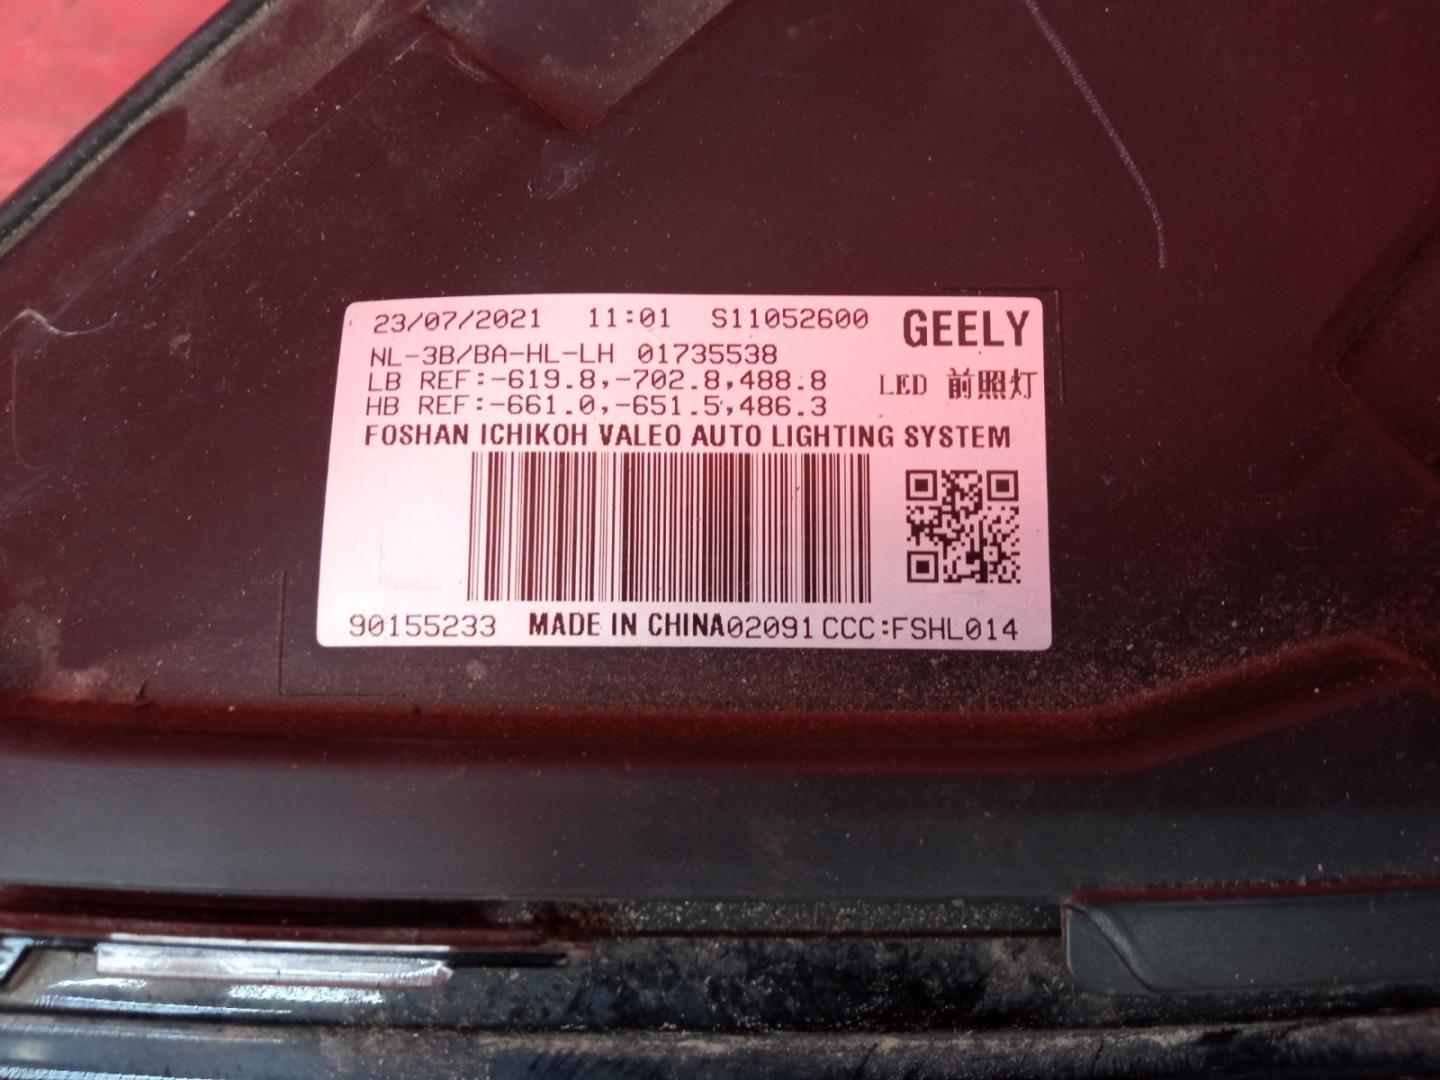 23/07/2021 11:01 S11052600 GEELY
NL-3B/BA-HL-LH 01735538
LB REF:-619.8,-702.8,488.8 LED 前照灯
HB REF:-661.0,-651.5,486.3
FOSHAN ICHIKOH VALEO AUTO LIGHTING SYSTEM
90155233 MADE IN CHINA 02091 CCC:FSHL014